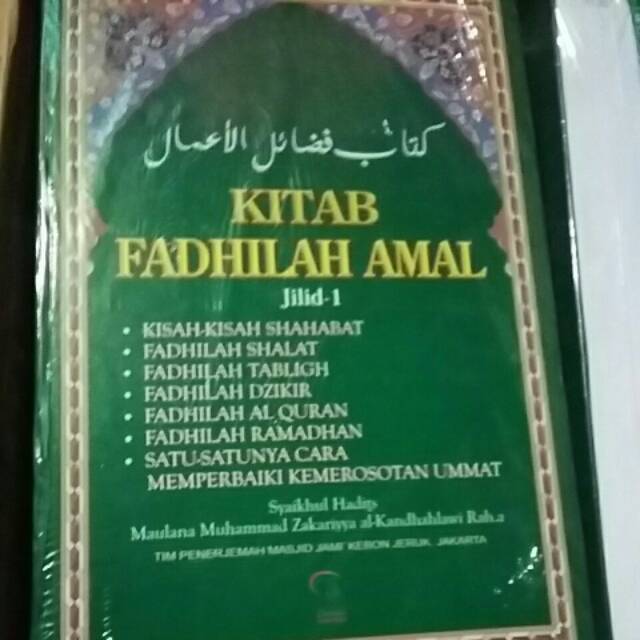 كتاب فضائل الأعمال
KITAB
FADHILAH AMAL
Jilid-1
• KISAH-KISAH SHAHABAT
• FADHILAH SHALAT
• FADHILAH TABLIGH
• FADHILAH DZIKIR
• FADHILAH AL QURAN
• FADHILAH RAMADHAN
• SATU-SATUNYA CARA
MEMPERBAIKI KEMEROSOTAN UMMAT
Syaikhul Hadits
Maulana Muhammad Zakariyya al-Kandhahlawi Rah.a
TIM PENERJEMAH MASJID JAMI' KEBON JERUK, JAKARTA